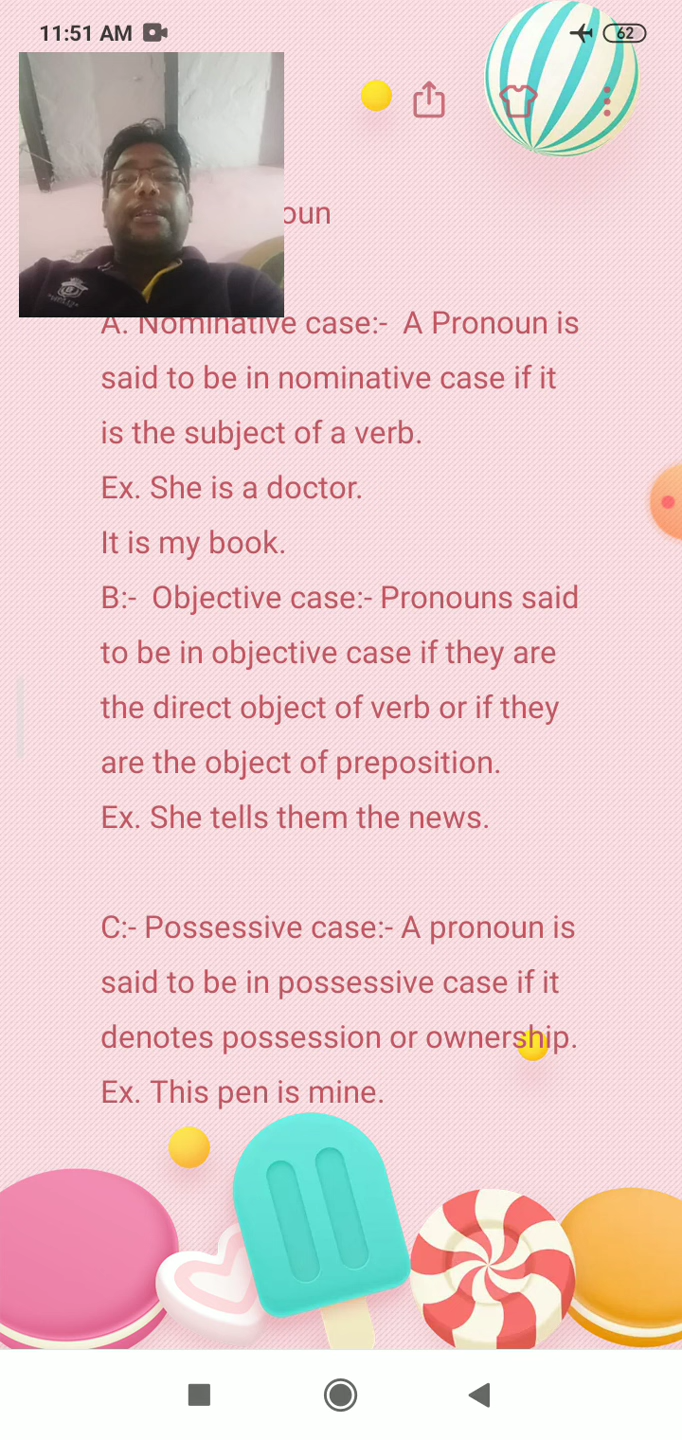 11:51 AM
62
oun
A. Nominative case:- A Pronoun is
said to be in nominative case if it
is the subject of a verb.
Ex. She is a doctor.
It is my book.
B:- Objective case:- Pronouns said
to be in objective case if they are
the direct object of verb or if they
are the object of preposition.
Ex. She tells them the news.
C:- Possessive case:- A pronoun is
said to be in possessive case if it
denotes possession or ownership.
Ex. This pen is mine.